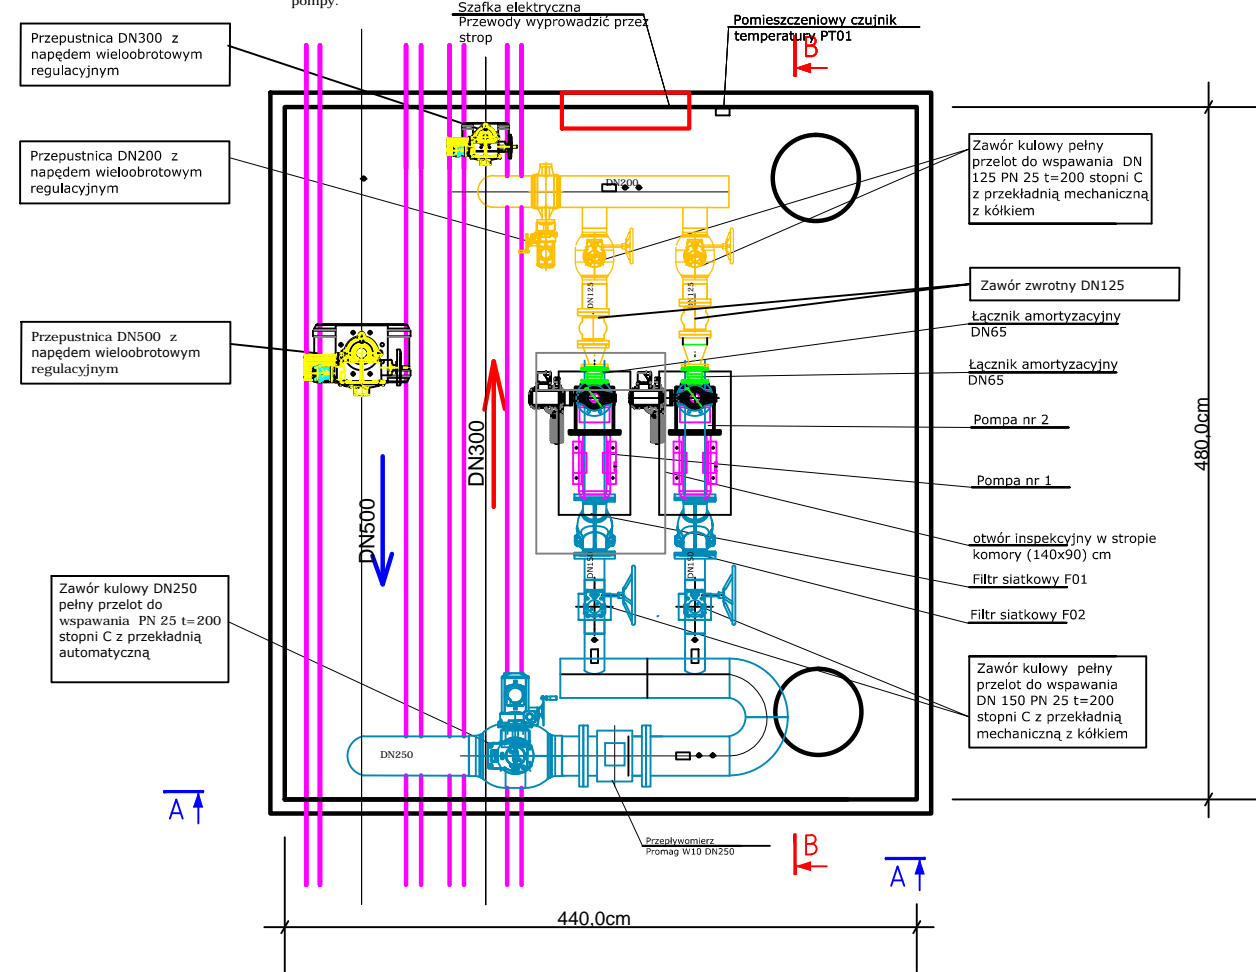 pompy.
Szafka elektryczna
Przewody wyprowadzić przez
strop
Pomieszczeniowy czujnik
temperatury PT01
B
Przepustnica DN300 z
napędem wieloobrotowym
regulacyjnym
Przepustnica DN200 z
napędem wieloobrotowym
regulacyjnym
Zawór kulowy pełny
przelot do wspawania DN
125 PN 25 t=200 stopni C
z przekładnią mechaniczną
z kółkiem
DN200
Zawór zwrotny DN125
DN125
DN125
Łącznik amortyzacyjny
DN65
Przepustnica DN500 z
napędem wieloobrotowym
regulacyjnym
Łącznik amortyzacyjny
DN65
Pompa nr 2
480,0cm
DN300
Pompa nr 1
DN500
otwór inspekcyjny w stropie
komory (140x90) cm
DN150
DN150
Filtr siatkowy F01
Filtr siatkowy F02
Zawór kulowy DN250
pełny przelot do
wspawania PN 25 t=200
stopni C z przekładnią
automatyczną
Zawór kulowy pełny
przelot do wspawania
DN 150 PN 25 t=200
stopni C z przekładnią
mechaniczną z kółkiem
DN250
A
Przepływomierz
Promag W10 DN250
B
A
440,0cm